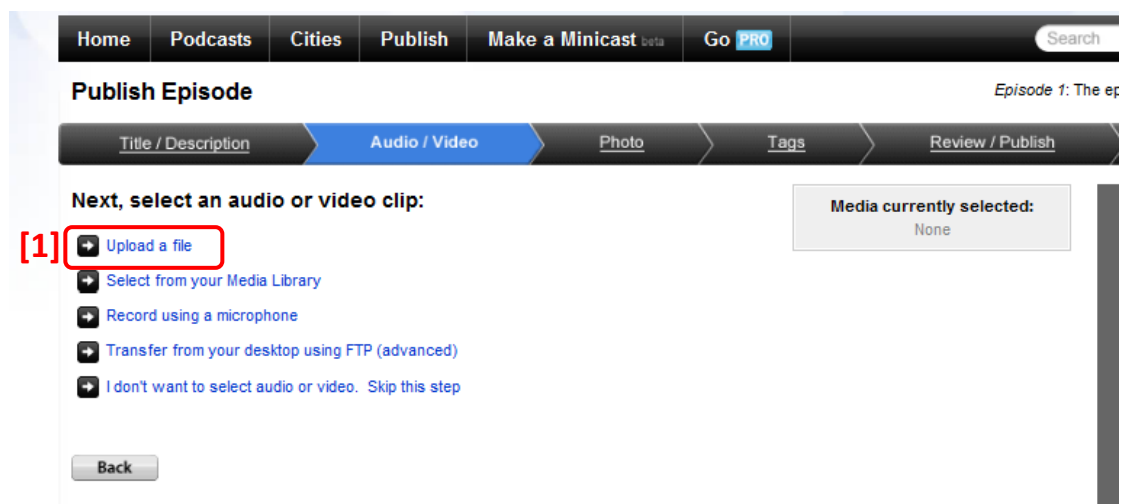 Home Podcasts Cities Publish Make a Minicast beta Go PRO Search
Publish Episode Episode 1: The ep
Title / Description Audio / Video Photo Tags Review / Publish
Next, select an audio or video clip:
Media currently selected:
None
[1] Upload a file
Select from your Media Library
Record using a microphone
Transfer from your desktop using FTP (advanced)
I don't want to select audio or video. Skip this step
Back